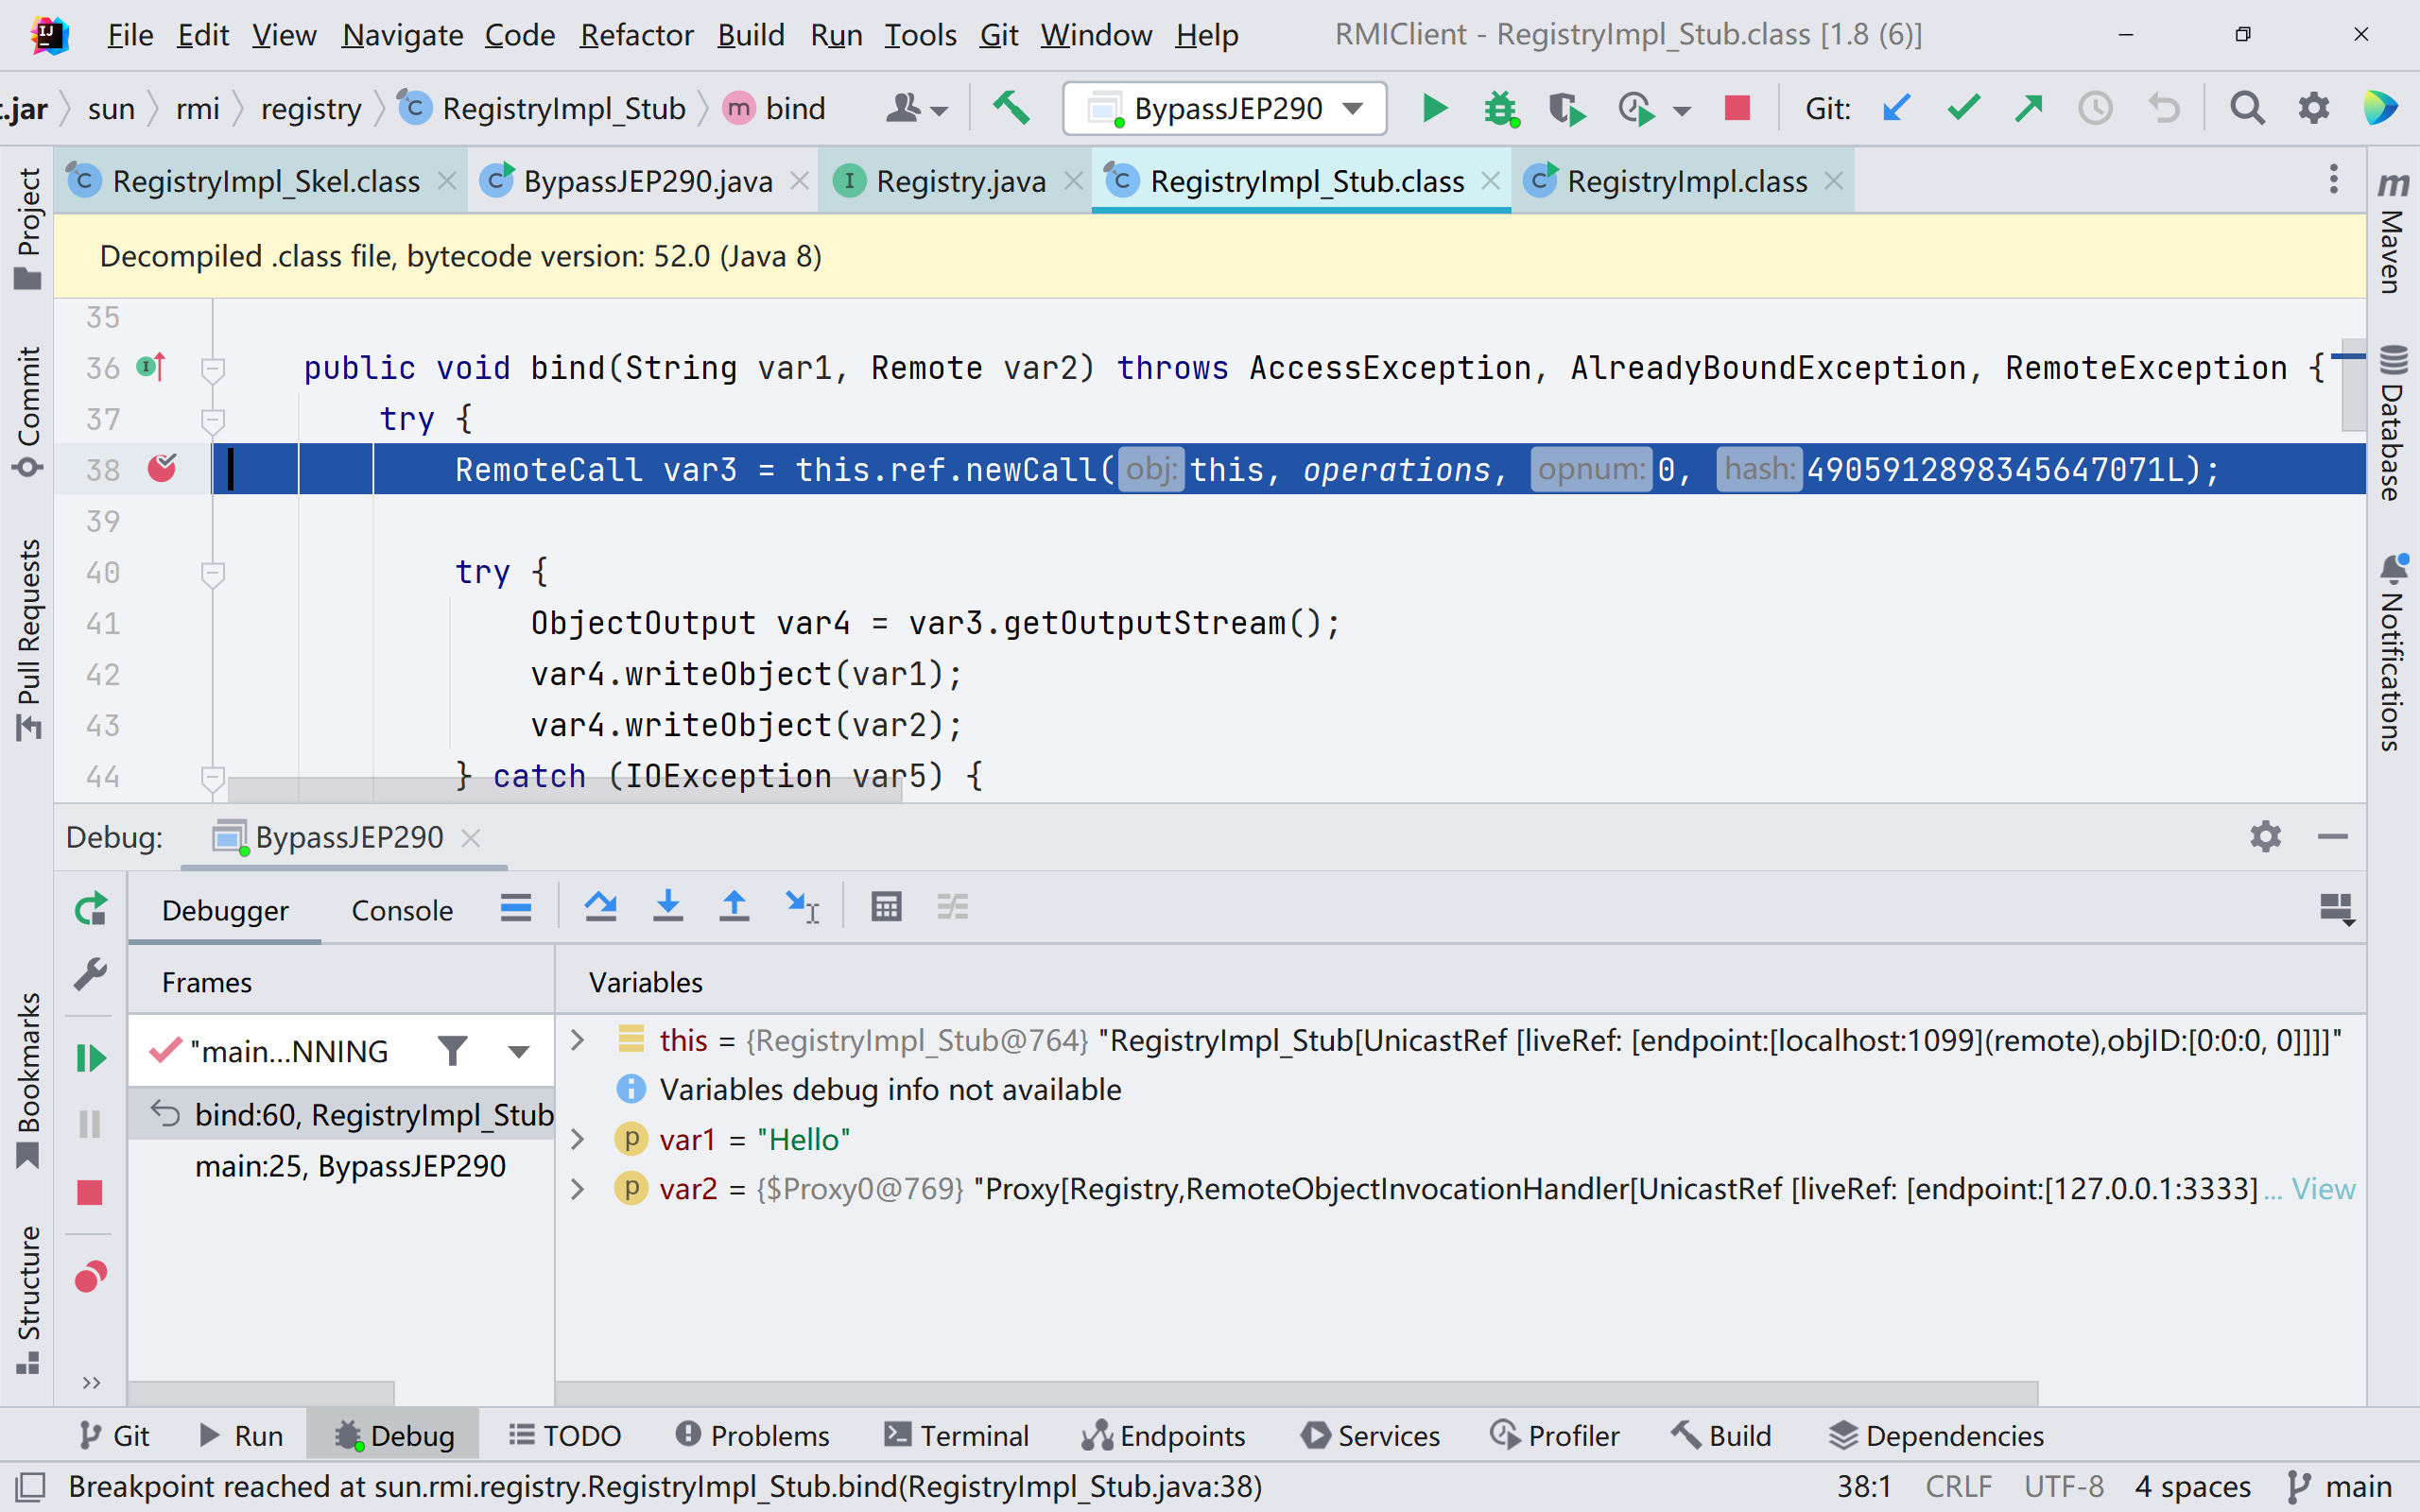 File Edit View Navigate Code Refactor Build Run Tools Git Window Help RMIClient - RegistryImpl_Stub.class [1.8 (6)]
t.jar sun rmi registry RegistryImpl_Stub m bind BypassJEP290 Git:
RegistryImpl_Skel.class BypassJEP290.java Registry.java RegistryImpl_Stub.class RegistryImpl.class
Decompiled .class file, bytecode version: 52.0 (Java 8)
35
36 public void bind(String var1, Remote var2) throws AccessException, AlreadyBoundException, RemoteException {
37 try {
38 RemoteCall var3 = this.ref.newCall( obj: this, operations, opnum: 0, hash: 4905912898345647071L);
39
40 try {
41 ObjectOutput var4 = var3.getOutputStream();
42 var4.writeObject(var1);
43 var4.writeObject(var2);
44 } catch (IOException var5) {
Project
Commit
Pull Requests
Bookmarks
Structure
Maven
Database
Notifications
Debug: BypassJEP290
Debugger Console
Frames Variables
"main...NNING
bind:60, RegistryImpl_Stub
main:25, BypassJEP290
this = {RegistryImpl_Stub@764} "RegistryImpl_Stub[UnicastRef [liveRef: [endpoint:[localhost:1099](remote),objID:[0:0:0, 0]]]]"
Variables debug info not available
var1 = "Hello"
var2 = {$Proxy0@769} "Proxy[Registry,RemoteObjectInvocationHandler[UnicastRef [liveRef: [endpoint:[127.0.0.1:3333] ... View
Git Run Debug TODO Problems Terminal Endpoints Services Profiler Build Dependencies
Breakpoint reached at sun.rmi.registry.RegistryImpl_Stub.bind(RegistryImpl_Stub.java:38) 38:1 CRLF UTF-8 4 spaces main